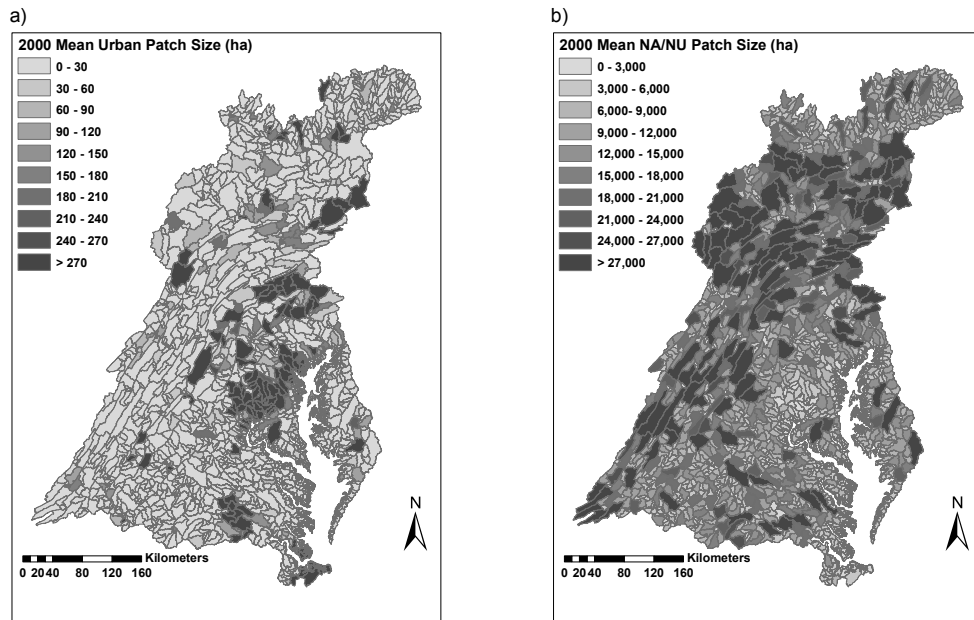 a)
2000 Mean Urban Patch Size (ha)
0 - 30
30 - 60
60 - 90
90 - 120
120 - 150
150 - 180
180 - 210
210 - 240
240 - 270
> 270
N
Kilometers
0 20 40 80 120 160
b)
2000 Mean NA/NU Patch Size (ha)
0 - 3,000
3,000 - 6,000
6,000- 9,000
9,000 - 12,000
12,000 - 15,000
15,000 - 18,000
18,000 - 21,000
21,000 - 24,000
24,000 - 27,000
> 27,000
N
Kilometers
0 20 40 80 120 160